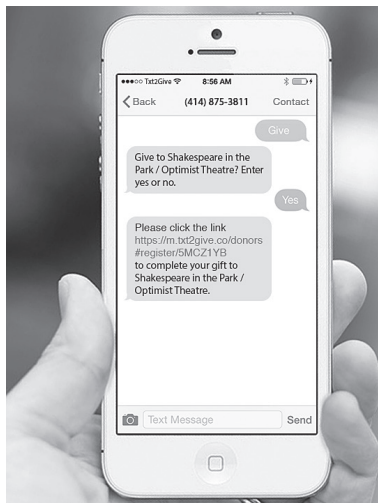 Txt2Give 8:56 AM
Back (414) 875-3811 Contact
Give
Give to Shakespeare in the
Park / Optimist Theatre? Enter
yes or no.
Yes
Please click the link
https://m.txt2give.co/donors
#register/5MCZ1YB
to complete your gift to
Shakespeare in the Park /
Optimist Theatre.
Text Message Send